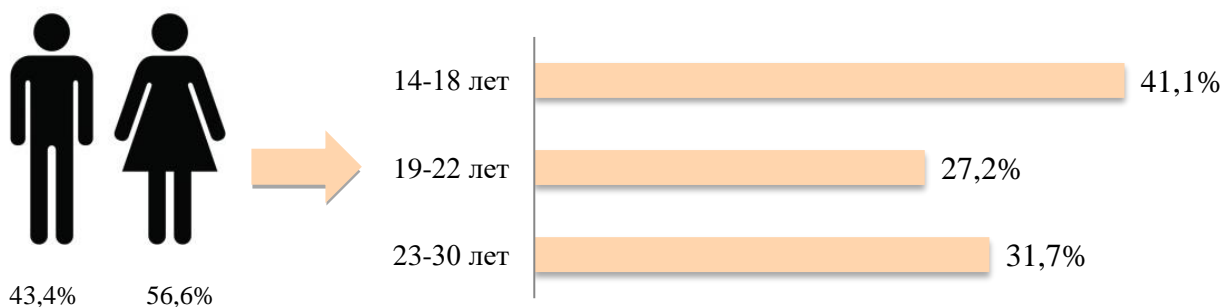 14-18 лет 41,1%
19-22 лет 27,2%
23-30 лет 31,7%
43,4% 56,6%